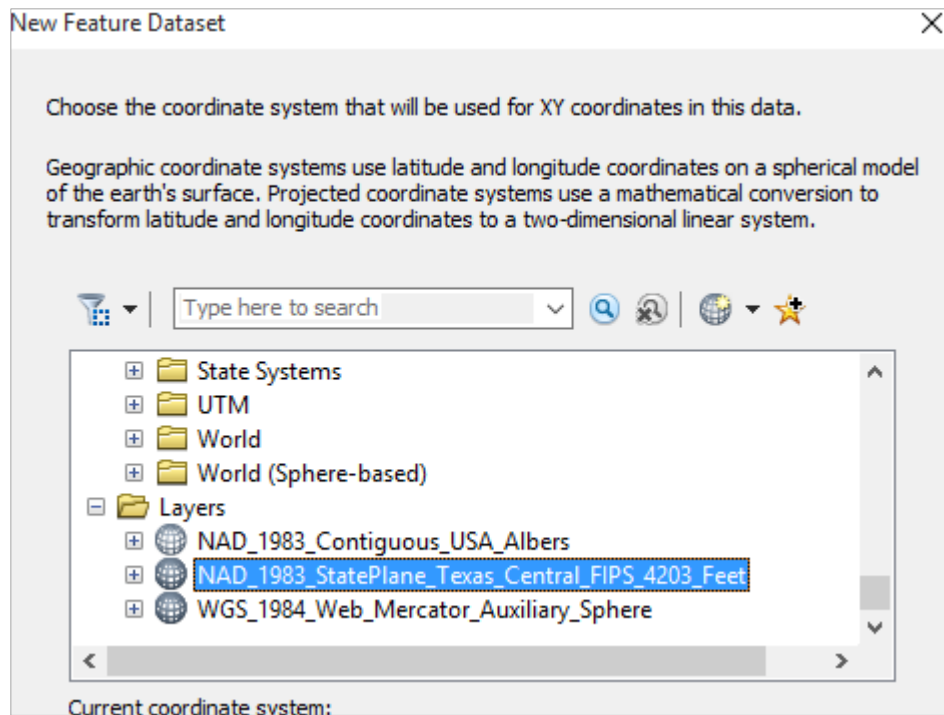 New Feature Dataset
Choose the coordinate system that will be used for XY coordinates in this data.
Geographic coordinate systems use latitude and longitude coordinates on a spherical model
of the earth's surface. Projected coordinate systems use a mathematical conversion to
transform latitude and longitude coordinates to a two-dimensional linear system.
Type here to search
State Systems
UTM
World
World (Sphere-based)
Layers
NAD_1983_Contiguous_USA_Albers
NAD_1983_StatePlane_Texas_Central_FIPS_4203_Feet
WGS_1984_Web_Mercator_Auxiliary_Sphere
Current coordinate system: